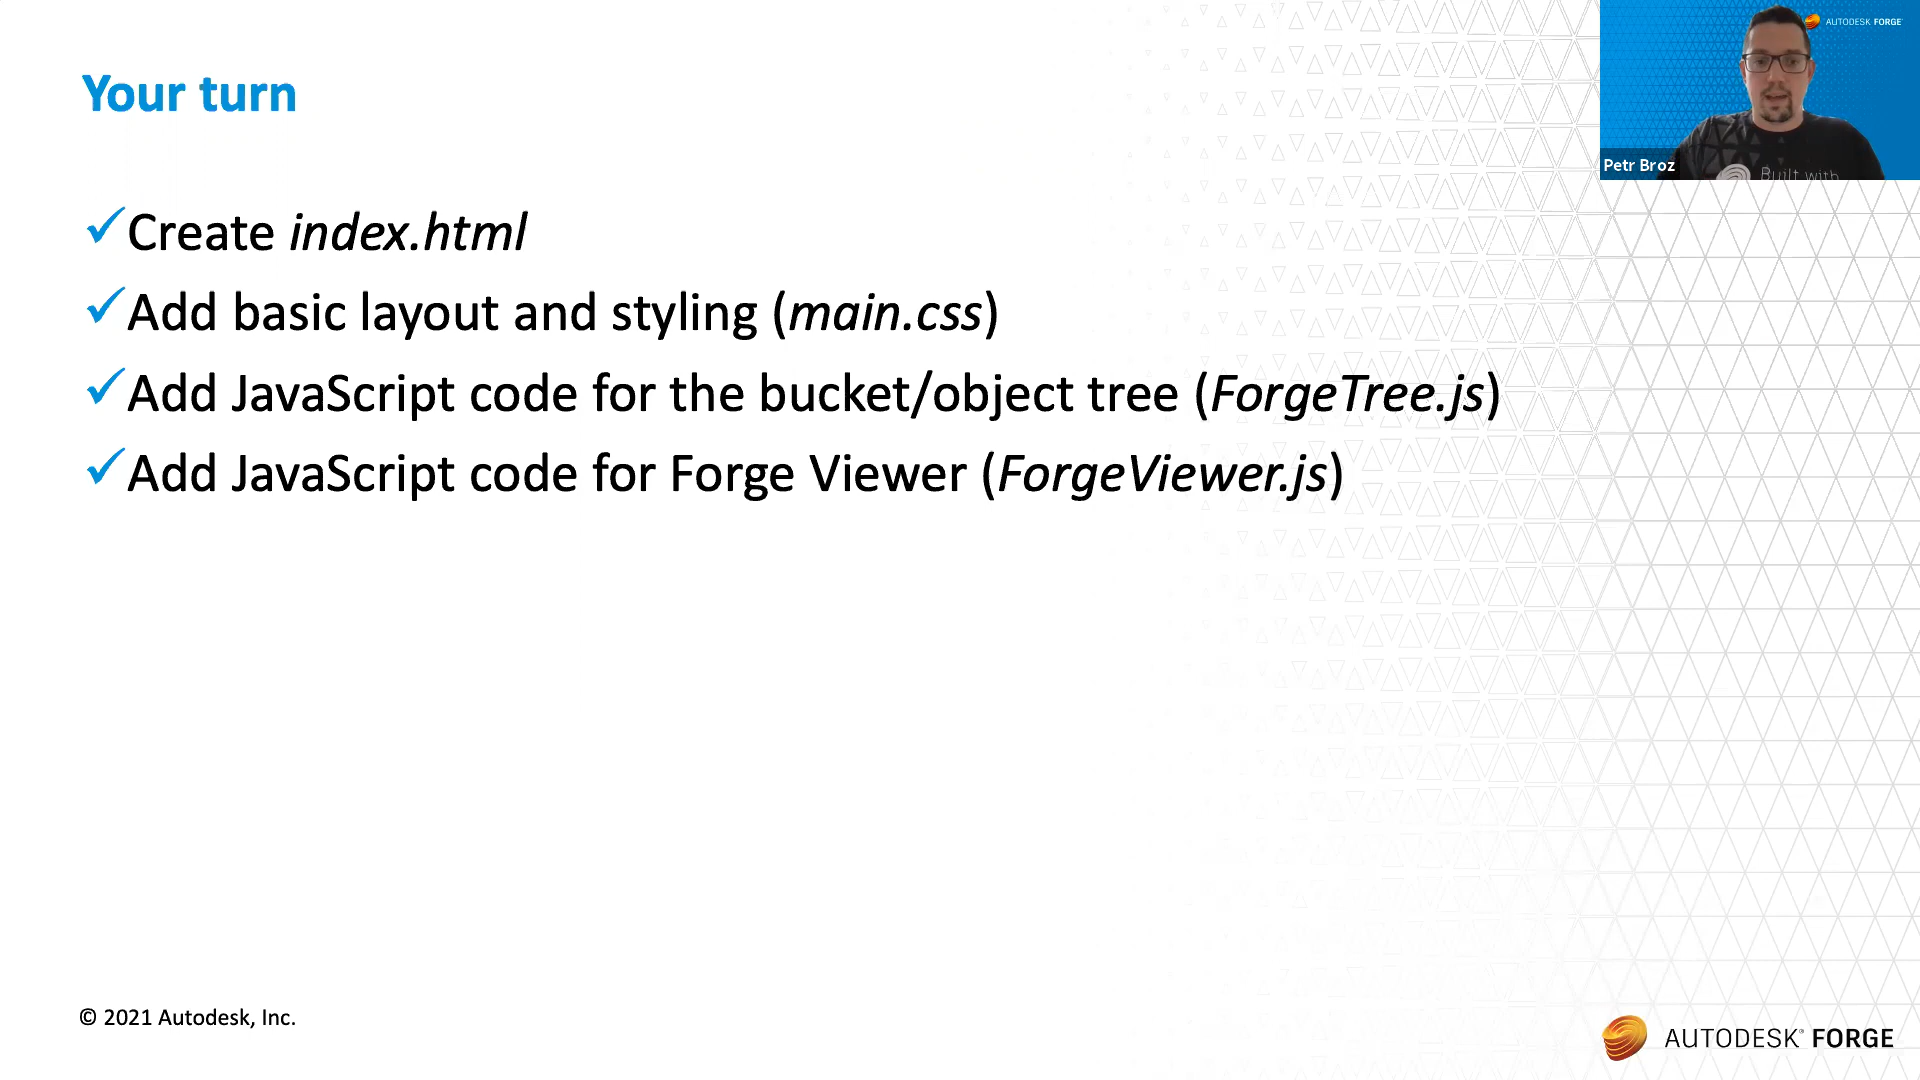 Your turn
AUTODESK FORGE
Petr Broz
Built with
✓Create index.html
✓Add basic layout and styling (main.css)
✓Add JavaScript code for the bucket/object tree (ForgeTree.js)
✓Add JavaScript code for Forge Viewer (ForgeViewer.js)
© 2021 Autodesk, Inc.
AUTODESK® FORGE